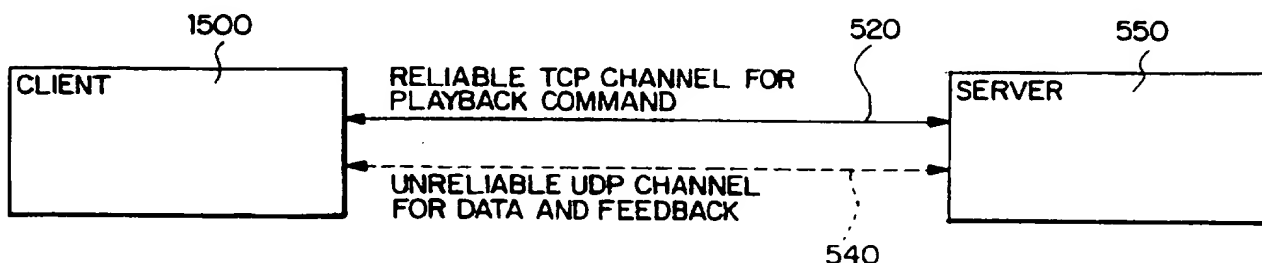 1500
520
550
CLIENT
RELIABLE TCP CHANNEL FOR
PLAYBACK COMMAND
SERVER
UNRELIABLE UDP CHANNEL
FOR DATA AND FEEDBACK
540